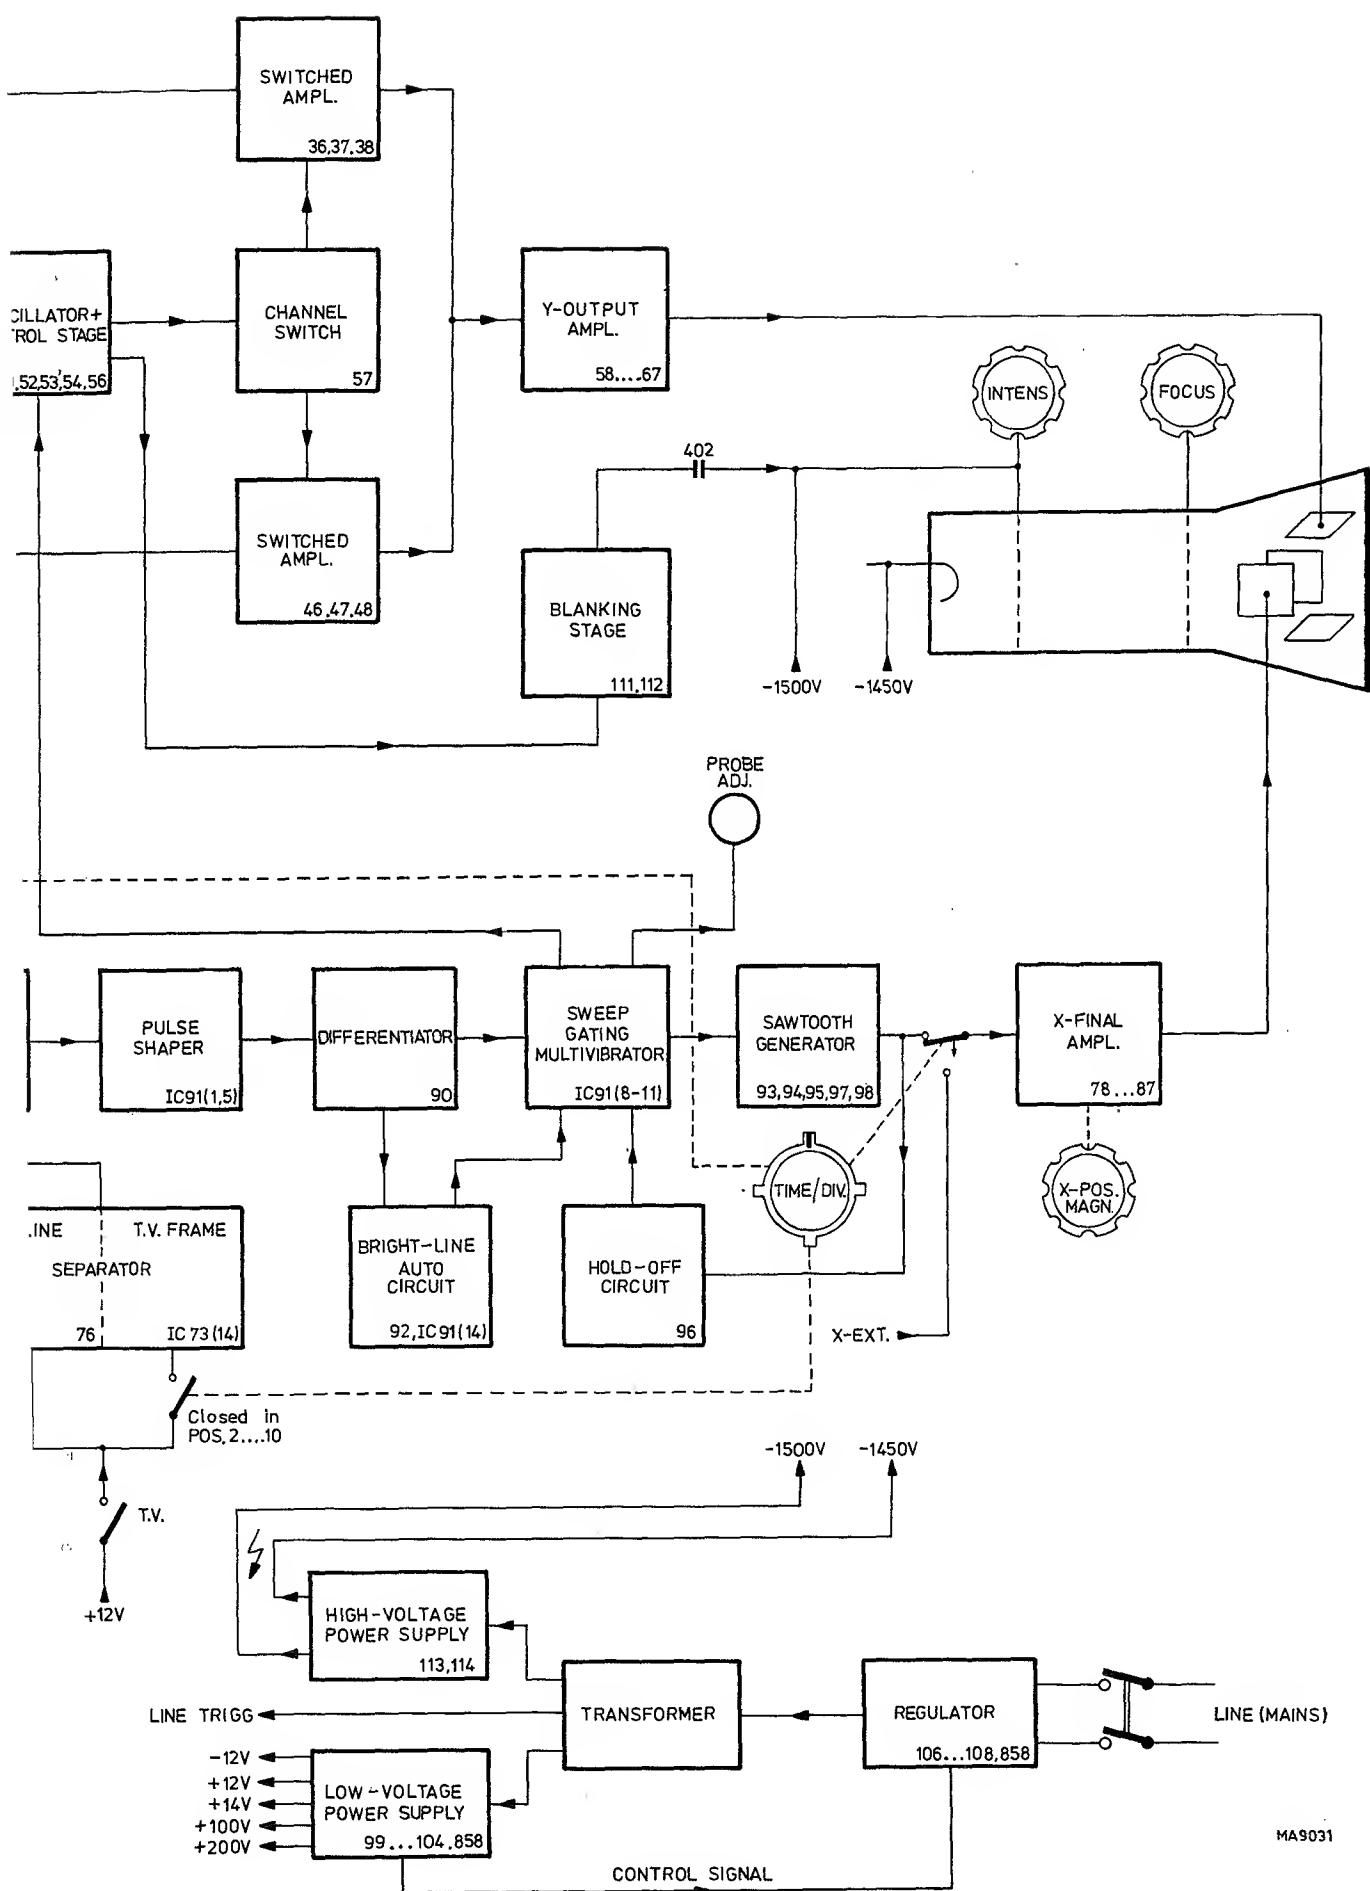 SWITCHED
AMPL.
36,37,38
CILLATOR+
TROL STAGE
,52,53,54,56
CHANNEL
SWITCH
57
Y-OUTPUT
AMPL.
58....67
INTENS
FOCUS
402
SWITCHED
AMPL.
46,47,48
BLANKING
STAGE
111,112
-1500V
-1450V
PROBE
ADJ.
PULSE
SHAPER
IC91(1,5)
DIFFERENTIATOR
90
SWEEP
GATING
MULTIVIBRATOR
IC91(8-11)
SAWTOOTH
GENERATOR
93,94,95,97,98
X-FINAL
AMPL.
78...87
TIME/DIV.
X-POS.
MAGN.
.INE
T.V. FRAME
SEPARATOR
76
IC73(14)
BRIGHT-LINE
AUTO
CIRCUIT
92,IC91(14)
HOLD-OFF
CIRCUIT
96
X-EXT.
Closed in
POS,2....10
T.V.
+12V
-1500V
-1450V
HIGH-VOLTAGE
POWER SUPPLY
113,114
LINE TRIGG
TRANSFORMER
REGULATOR
106...108,858
LINE (MAINS)
-12V
+12V
+14V
+100V
+200V
LOW-VOLTAGE
POWER SUPPLY
99...104,858
CONTROL SIGNAL
MA9031